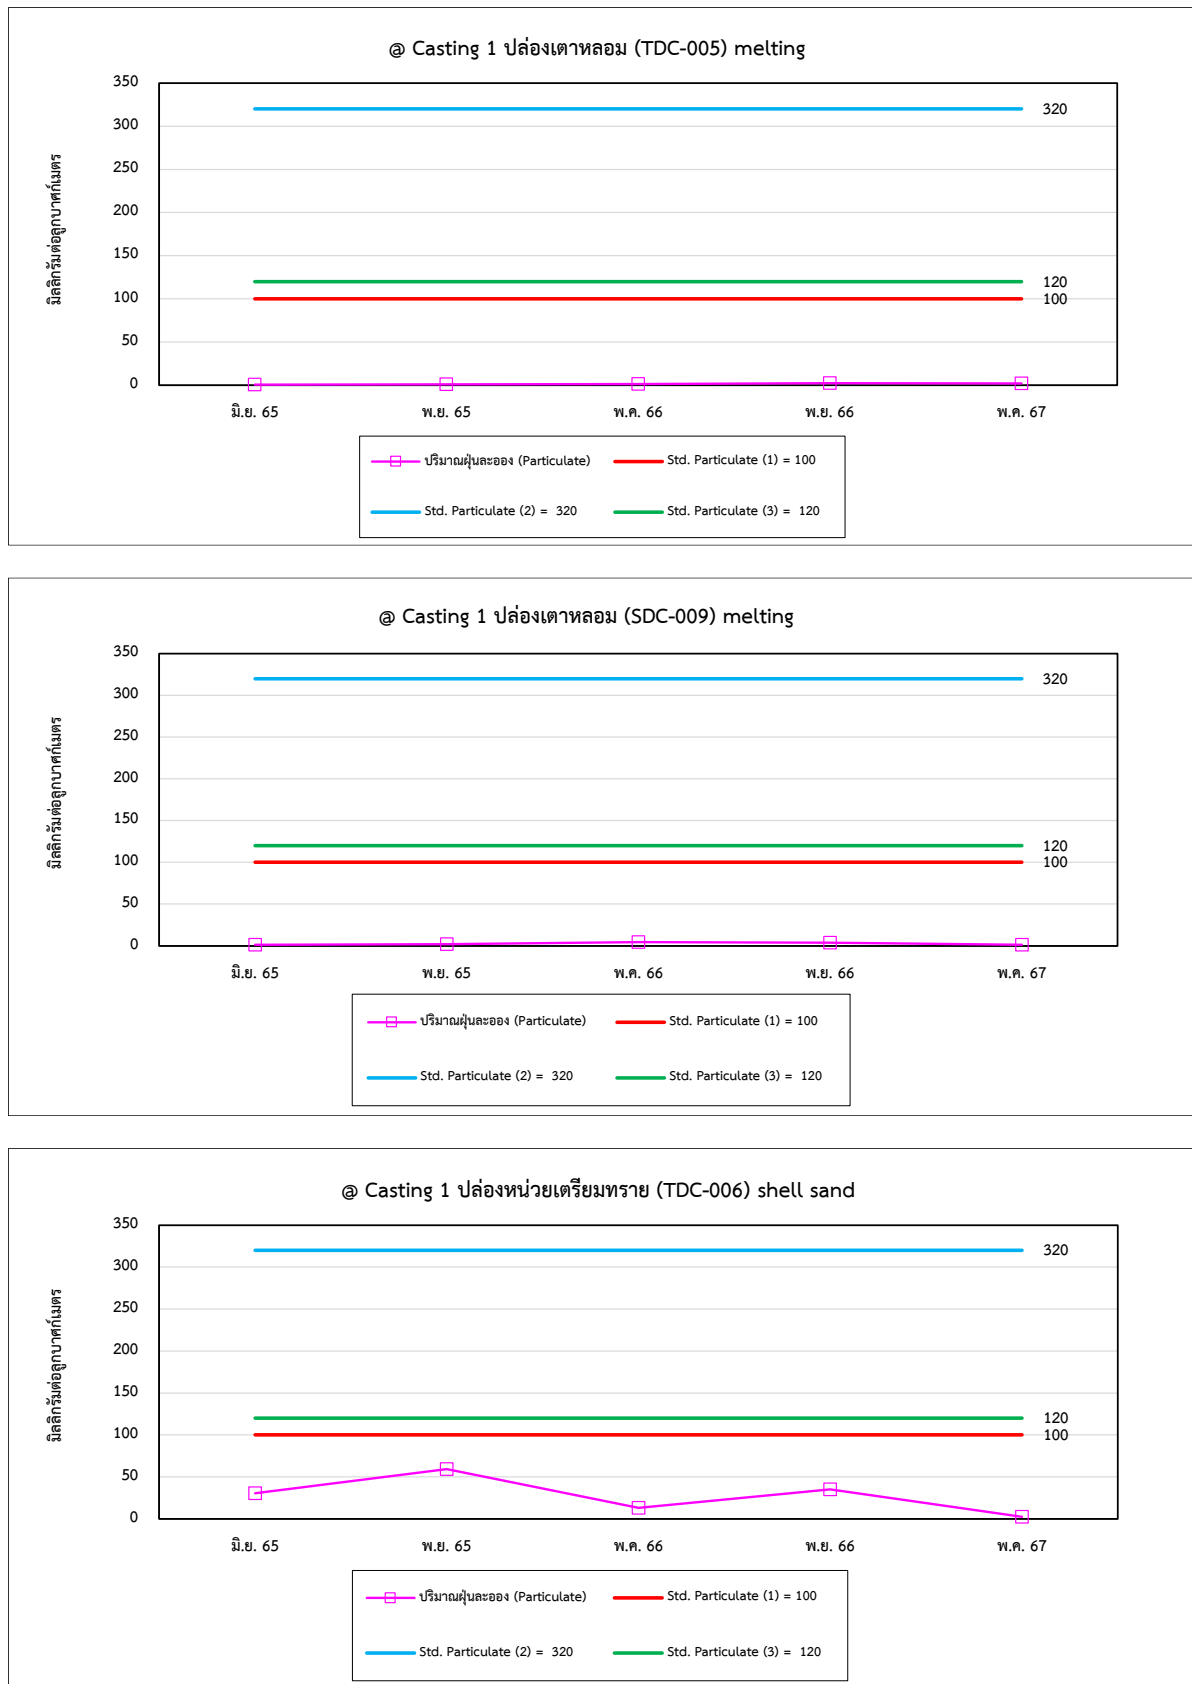 @ Casting 1 ปล่องเตาหลอม (TDC-005) melting
มิลลิกรัมต่อลูกบาศก์เมตร
350
300
250
200
150
100
50
0
320
120
100
มิ.ย. 65 พ.ย. 65 พ.ค. 66 พ.ย. 66 พ.ค. 67
ปริมาณฝุ่นละออง (Particulate) Std. Particulate (1) = 100
Std. Particulate (2) = 320 Std. Particulate (3) = 120
@ Casting 1 ปล่องเตาหลอม (SDC-009) melting
มิลลิกรัมต่อลูกบาศก์เมตร
350
300
250
200
150
100
50
0
320
120
100
มิ.ย. 65 พ.ย. 65 พ.ค. 66 พ.ย. 66 พ.ค. 67
ปริมาณฝุ่นละออง (Particulate) Std. Particulate (1) = 100
Std. Particulate (2) = 320 Std. Particulate (3) = 120
@ Casting 1 ปล่องหน่วยเตรียมทราย (TDC-006) shell sand
มิลลิกรัมต่อลูกบาศก์เมตร
350
300
250
200
150
100
50
0
320
120
100
มิ.ย. 65 พ.ย. 65 พ.ค. 66 พ.ย. 66 พ.ค. 67
ปริมาณฝุ่นละออง (Particulate) Std. Particulate (1) = 100
Std. Particulate (2) = 320 Std. Particulate (3) = 120